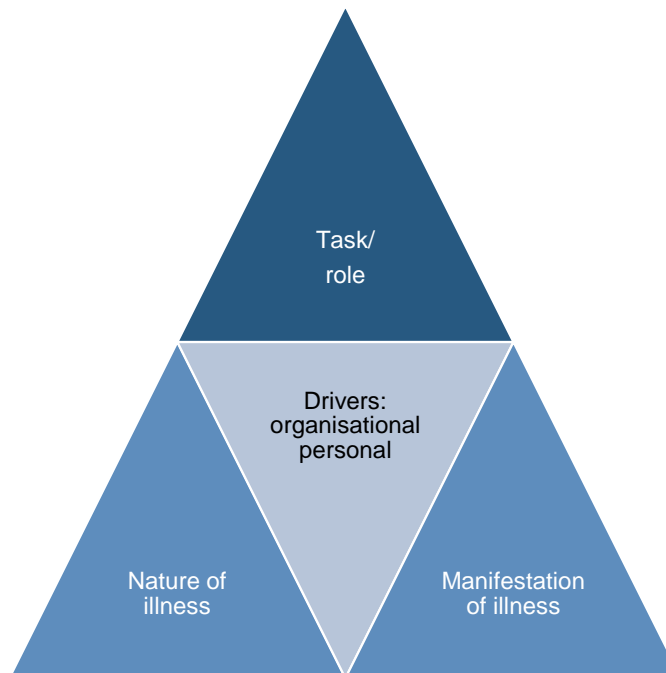 Task/
role
Drivers:
organisational
personal
Nature of
illness
Manifestation
of illness